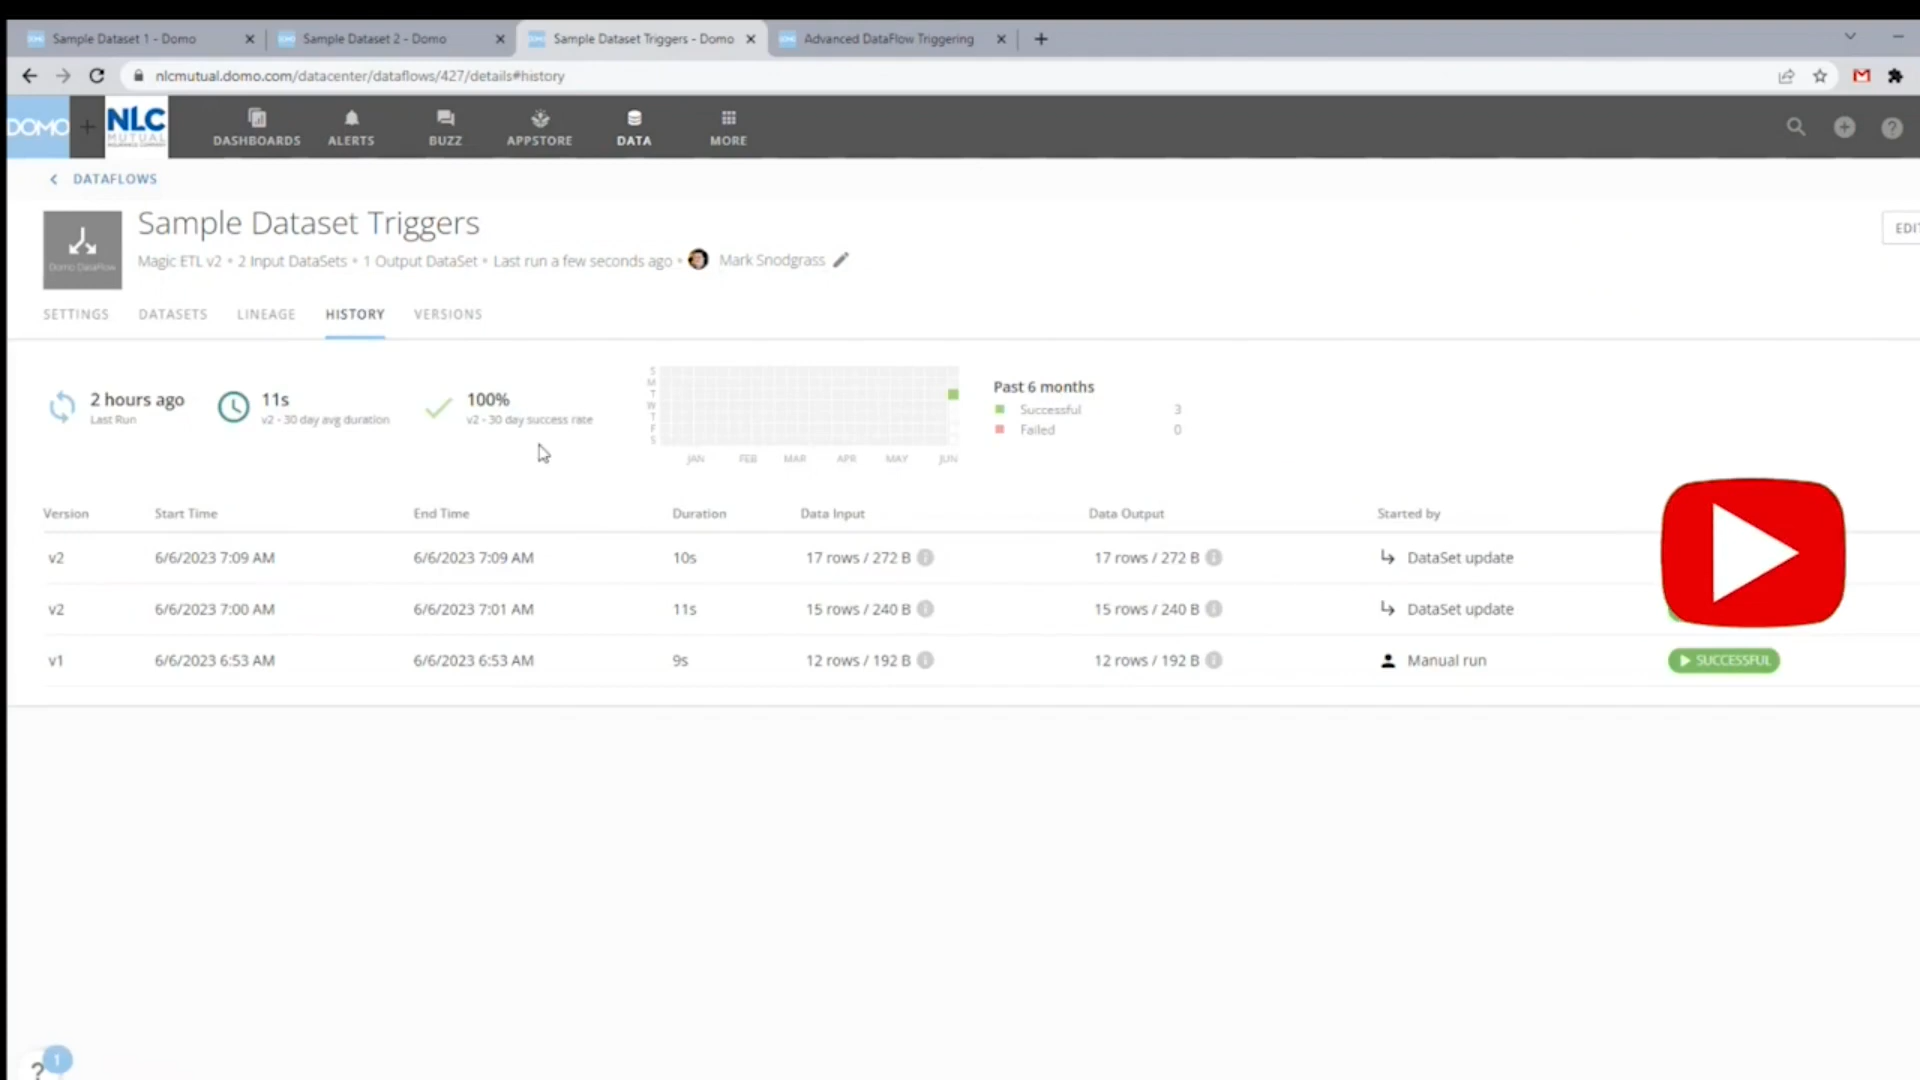 Sample Dataset 1 - Domo
Sample Dataset 2 - Domo
Sample Dataset Triggers - Domo
Advanced DataFlow Triggering
nlcmutual.domo.com/datacenter/dataflows/427/details#history
DOMO
NLC
MUTUAL
INSURANCE COMPANY
DASHBOARDS
ALERTS
BUZZ
APPSTORE
DATA
MORE
DATAFLOWS
Sample Dataset Triggers
Domo DataFlow
Magic ETL v2 • 2 Input DataSets • 1 Output DataSet • Last run a few seconds ago • Mark Snodgrass
EDIT
SETTINGS DATASETS LINEAGE HISTORY VERSIONS
2 hours ago
Last Run
11s
v2 - 30 day avg duration
100%
v2 - 30 day success rate
S
M
T
W
T
F
S
JAN FEB MAR APR MAY JUN
Past 6 months
Successful 3
Failed 0
Version Start Time End Time Duration Data Input Data Output Started by
v2 6/6/2023 7:09 AM 6/6/2023 7:09 AM 10s 17 rows / 272 B 17 rows / 272 B DataSet update
v2 6/6/2023 7:00 AM 6/6/2023 7:01 AM 11s 15 rows / 240 B 15 rows / 240 B DataSet update
v1 6/6/2023 6:53 AM 6/6/2023 6:53 AM 9s 12 rows / 192 B 12 rows / 192 B Manual run SUCCESSFUL
?
1